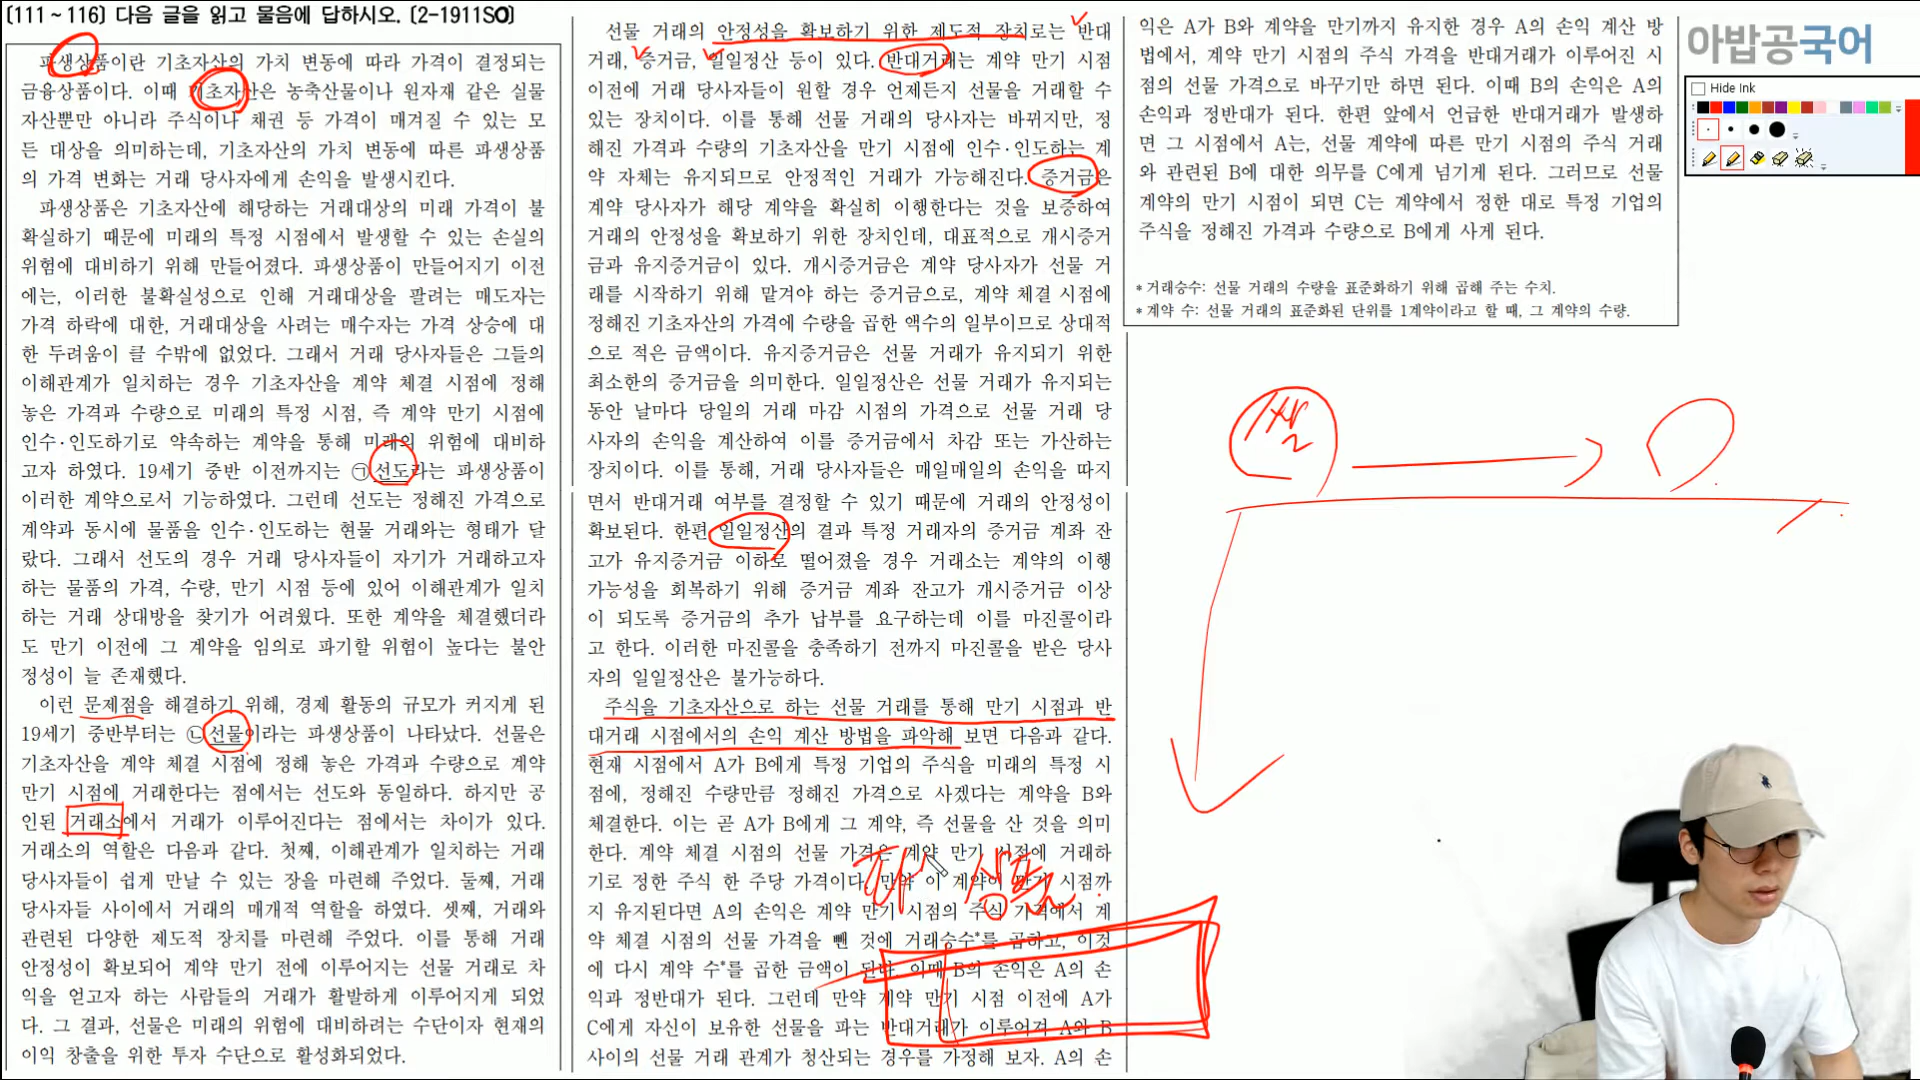 [111 ~ 116] 다음 글을 읽고 물음에 답하시오. [2-1911SO]
파생상품이란 기초자산의 가치 변동에 따라 가격이 결정되는
금융상품이다. 이때 기초자산은 농축산물이나 원자재 같은 실물
자산뿐만 아니라 주식이나 채권 등 가격이 매겨질 수 있는 모
든 대상을 의미하는데, 기초자산의 가치 변동에 따른 파생상품
의 가격 변화는 거래 당사자에게 손익을 발생시킨다.
파생상품은 기초자산에 해당하는 거래대상의 미래 가격이 불
확실하기 때문에 미래의 특정 시점에서 발생할 수 있는 손실의
위험에 대비하기 위해 만들어졌다. 파생상품이 만들어지기 이전
에는, 이러한 불확실성으로 인해 거래대상을 팔려는 매도자는
가격 하락에 대한, 거래대상을 사려는 매수자는 가격 상승에 대
한 두려움이 클 수밖에 없었다. 그래서 거래 당사자들은 그들의
이해관계가 일치하는 경우 기초자산을 계약 체결 시점에 정해
놓은 가격과 수량으로 미래의 특정 시점, 즉 계약 만기 시점에
인수·인도하기로 약속하는 계약을 통해 미래의 위험에 대비하
고자 하였다. 19세기 중반 이전까지는 ㉠선도라는 파생상품이
이러한 계약으로서 기능하였다. 그런데 선도는 정해진 가격으로
계약과 동시에 물품을 인수·인도하는 현물 거래와는 형태가 달
랐다. 그래서 선도의 경우 거래 당사자들이 자기가 거래하고자
하는 물품의 가격, 수량, 만기 시점 등에 있어 이해관계가 일치
하는 거래 상대방을 찾기가 어려웠다. 또한 계약을 체결했더라
도 만기 이전에 그 계약을 임의로 파기할 위험이 높다는 불안
정성이 늘 존재했다.
이런 문제점을 해결하기 위해, 경제 활동의 규모가 커지게 된
19세기 중반부터는 ㉡선물이라는 파생상품이 나타났다. 선물은
기초자산을 계약 체결 시점에 정해 놓은 가격과 수량으로 계약
만기 시점에 거래한다는 점에서는 선도와 동일하다. 하지만 공
인된 거래소에서 거래가 이루어진다는 점에서는 차이가 있다.
거래소의 역할은 다음과 같다. 첫째, 이해관계가 일치하는 거래
당사자들이 쉽게 만날 수 있는 장을 마련해 주었다. 둘째, 거래
당사자들 사이에서 거래의 매개적 역할을 하였다. 셋째, 거래와
관련된 다양한 제도적 장치를 마련해 주었다. 이를 통해 거래
안정성이 확보되어 계약 만기 전에 이루어지는 선물 거래로 차
익을 얻고자 하는 사람들의 거래가 활발하게 이루어지게 되었
다. 그 결과, 선물은 미래의 위험에 대비하려는 수단이자 현재의
이익 창출을 위한 투자 수단으로 활성화되었다.
선물 거래의 안정성을 확보하기 위한 제도적 장치로는 반대
거래, 증거금, 일일정산 등이 있다. 반대거래는 계약 만기 시점
이전에 거래 당사자들이 원할 경우 언제든지 선물을 거래할 수
있는 장치이다. 이를 통해 선물 거래의 당사자는 바뀌지만, 정
해진 가격과 수량의 기초자산을 만기 시점에 인수·인도하는 계
약 자체는 유지되므로 안정적인 거래가 가능해진다. 증거금은
계약 당사자가 해당 계약을 확실히 이행한다는 것을 보증하여
거래의 안정성을 확보하기 위한 장치인데, 대표적으로 개시증거
금과 유지증거금이 있다. 개시증거금은 계약 당사자가 선물 거
래를 시작하기 위해 맡겨야 하는 증거금으로, 계약 체결 시점에
정해진 기초자산의 가격에 수량을 곱한 액수의 일부이므로 상대적
으로 적은 금액이다. 유지증거금은 선물 거래가 유지되기 위한
최소한의 증거금을 의미한다. 일일정산은 선물 거래가 유지되는
동안 날마다 당일의 거래 마감 시점의 가격으로 선물 거래 당
사자의 손익을 계산하여 이를 증거금에서 차감 또는 가산하는
장치이다. 이를 통해, 거래 당사자들은 매일매일의 손익을 따지
면서 반대거래 여부를 결정할 수 있기 때문에 거래의 안정성이
확보된다. 한편 일일정산의 결과 특정 거래자의 증거금 계좌 잔
고가 유지증거금 이하로 떨어졌을 경우 거래소는 계약의 이행
가능성을 회복하기 위해 증거금 계좌 잔고가 개시증거금 이상
이 되도록 증거금의 추가 납부를 요구하는데 이를 마진콜이라
고 한다. 이러한 마진콜을 충족하기 전까지 마진콜을 받은 당사
자의 일일정산은 불가능하다.
주식을 기초자산으로 하는 선물 거래를 통해 만기 시점과 반
대거래 시점에서의 손익 계산 방법을 파악해 보면 다음과 같다.
현재 시점에서 A가 B에게 특정 기업의 주식을 미래의 특정 시
점에, 정해진 수량만큼 정해진 가격으로 사겠다는 계약을 B와
체결한다. 이는 곧 A가 B에게 그 계약, 즉 선물을 산 것을 의미
한다. 계약 체결 시점의 선물 가격은 계약 만기 시점에 거래하
기로 정한 주식 한 주당 가격이다. 만약 이 계약이 만기 시점까
지 유지된다면 A의 손익은 계약 만기 시점의 주식 가격에서 계
약 체결 시점의 선물 가격을 뺀 것에 거래승수*를 곱하고, 이것
에 다시 계약 수*를 곱한 금액이 된다. 이때 B의 손익은 A의 손
익과 정반대가 된다. 그런데 만약 계약 만기 시점 이전에 A가
C에게 자신이 보유한 선물을 파는 반대거래가 이루어져 A와 B
사이의 선물 거래 관계가 청산되는 경우를 가정해 보자. A의 손
익은 A가 B와 계약을 만기까지 유지한 경우 A의 손익 계산 방
법에서, 계약 만기 시점의 주식 가격을 반대거래가 이루어진 시
점의 선물 가격으로 바꾸기만 하면 된다. 이때 B의 손익은 A의
손익과 정반대가 된다. 한편 앞에서 언급한 반대거래가 발생하
면 그 시점에서 A는, 선물 계약에 따른 만기 시점의 주식 거래
와 관련된 B에 대한 의무를 C에게 넘기게 된다. 그러므로 선물
계약의 만기 시점이 되면 C는 계약에서 정한 대로 특정 기업의
주식을 정해진 가격과 수량으로 B에게 사게 된다.
* 거래승수: 선물 거래의 수량을 표준화하기 위해 곱해 주는 수치.
* 계약 수: 선물 거래의 표준화된 단위를 1계약이라고 할 때, 그 계약의 수량.
아밥공국어
Hide Ink